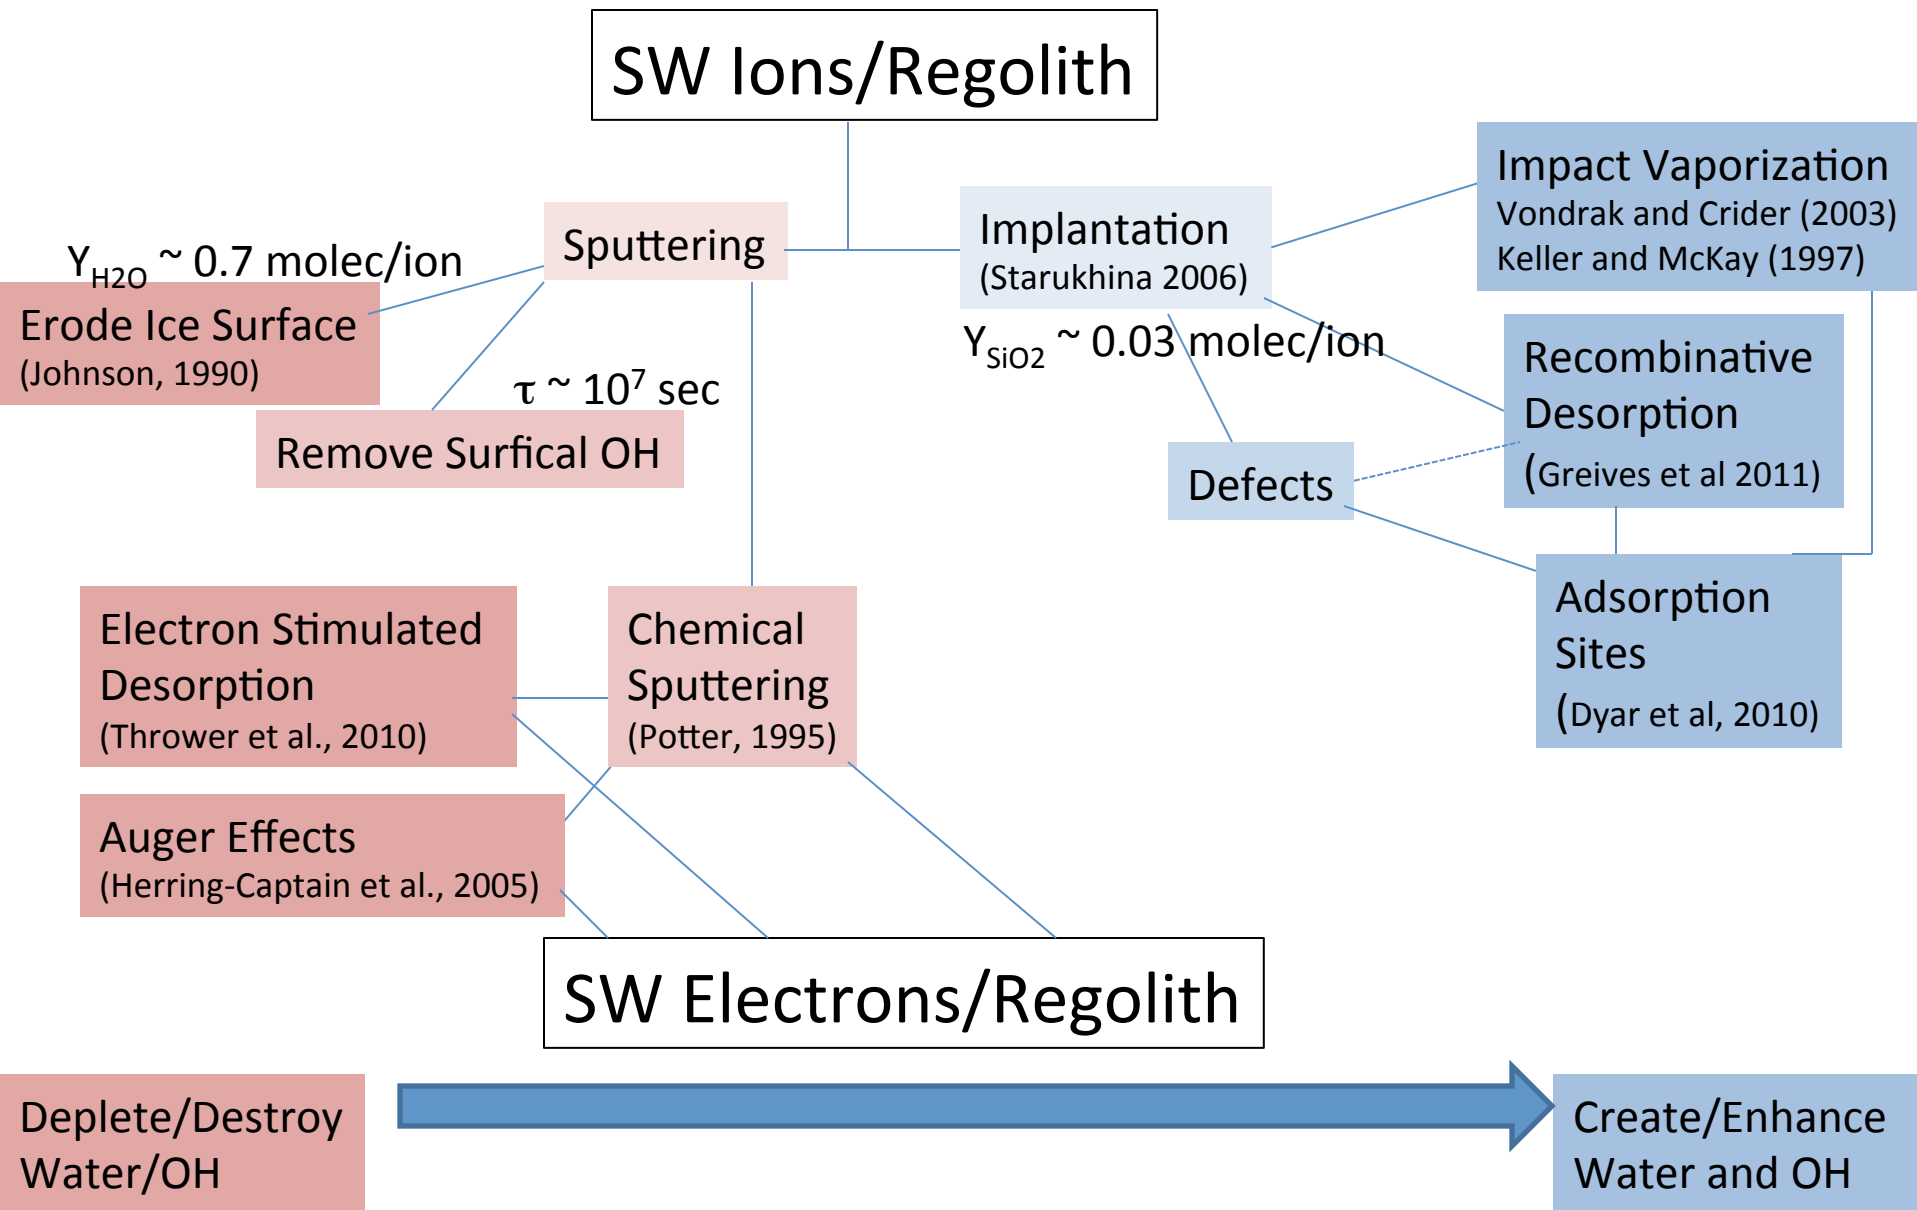 SW Ions/Regolith
Impact Vaporization
Vondrak and Crider (2003)
Keller and McKay (1997)
Sputtering
Implantation
(Starukhina 2006)
Y_H2O ~ 0.7 molec/ion
Erode Ice Surface
(Johnson, 1990)
Y_SiO2 ~ 0.03 molec/ion
Recombinative
Desorption
(Greives et al 2011)
τ ~ 10^7 sec
Remove Surfical OH
Defects
Electron Stimulated
Desorption
(Thrower et al., 2010)
Chemical
Sputtering
(Potter, 1995)
Adsorption
Sites
(Dyar et al, 2010)
Auger Effects
(Herring-Captain et al., 2005)
SW Electrons/Regolith
Deplete/Destroy
Water/OH
Create/Enhance
Water and OH